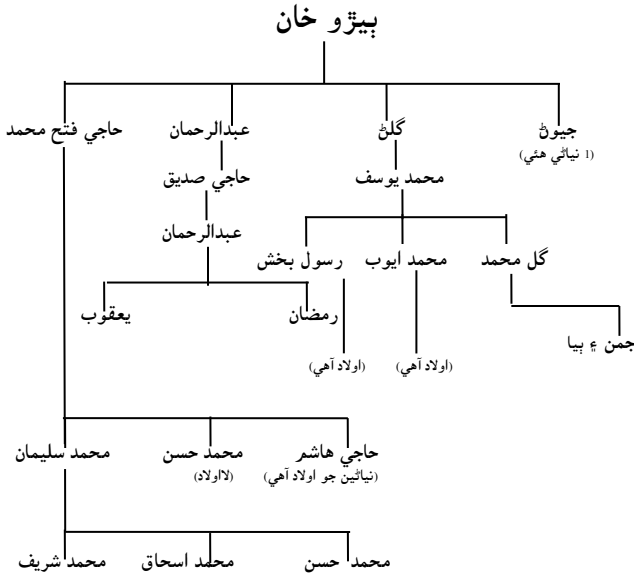 ٻيڙو خان
جيوڻ
(1 نياڻي هئي)
گلڻ
عبدالرحمان
حاجي فتح محمد
محمد يوسف
حاجي صديق
عبدالرحمان
گل محمد
محمد ايوب
رسول بخش
رمضان
يعقوب
جمن ۽ ٻيا
(اولاد آهي)
(اولاد آهي)
حاجي هاشم
(نياڻين جو اولاد آهي)
محمد حسن
(لااولاد)
محمد سليمان
محمد حسن
محمد اسحاق
محمد شريف